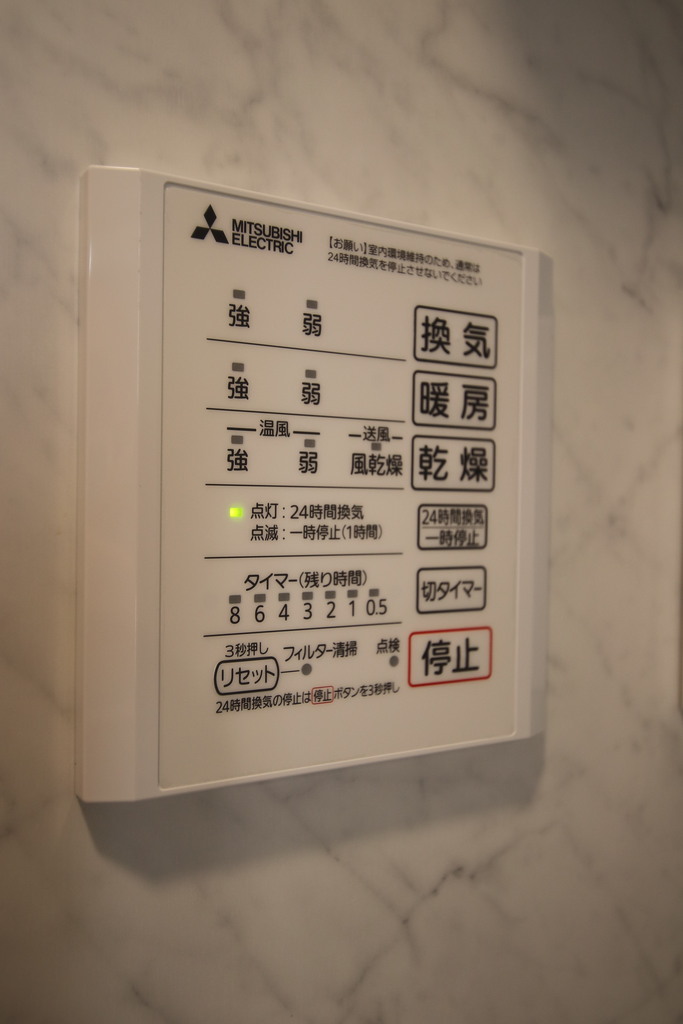 MITSUBISHI
ELECTRIC
【お願い】室内環境維持のため、通常は
24時間換気を停止させないでください
強 弱 換気
強 弱 暖房
温風 送風
強 弱 風乾燥 乾燥
点灯：24時間換気
点滅：一時停止(1時間)
24時間換気
一時停止
タイマー(残り時間)
8 6 4 3 2 1 0.5
切タイマー
3秒押し
リセット フィルター清掃 点検
停止
24時間換気の停止は停止ボタンを3秒押し